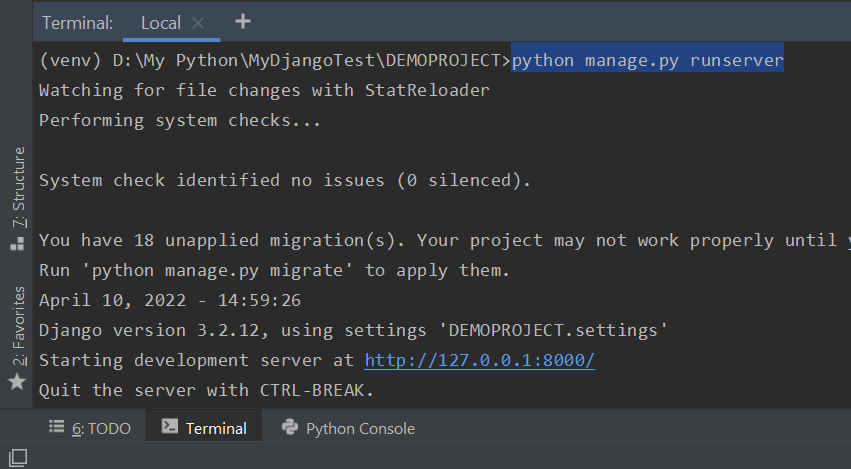 Terminal: Local × +
(venv) D:\My Python\MyDjangoTest\DEMOPROJECT>python manage.py runserver
Watching for file changes with StatReloader
Performing system checks...
System check identified no issues (0 silenced).
You have 18 unapplied migration(s). Your project may not work properly until
Run 'python manage.py migrate' to apply them.
April 10, 2022 - 14:59:26
Django version 3.2.12, using settings 'DEMOPROJECT.settings'
Starting development server at http://127.0.0.1:8000/
Quit the server with CTRL-BREAK.
7: Structure
2: Favorites
6: TODO Terminal Python Console